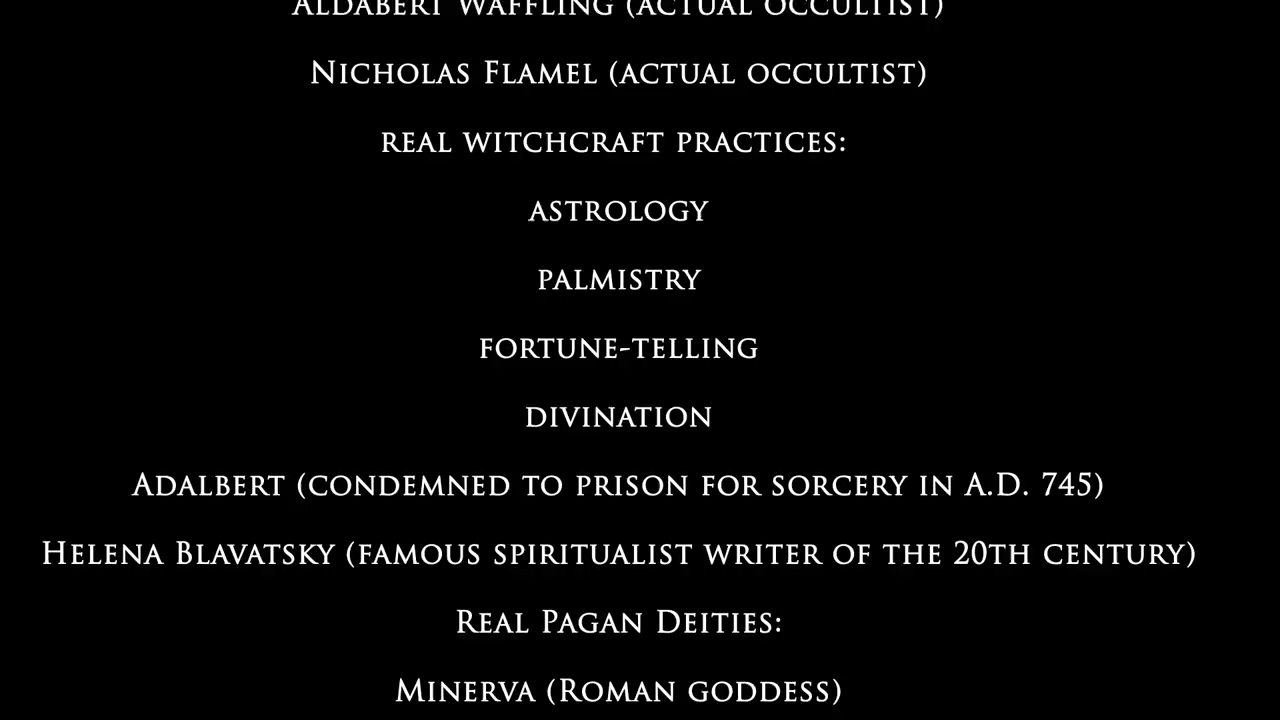 Aldabert Waffling (actual occultist)
Nicholas Flamel (actual occultist)
real witchcraft practices:
astrology
palmistry
fortune-telling
divination
Adalbert (condemned to prison for sorcery in A.D. 745)
Helena Blavatsky (famous spiritualist writer of the 20th century)
Real Pagan Deities:
Minerva (Roman goddess)